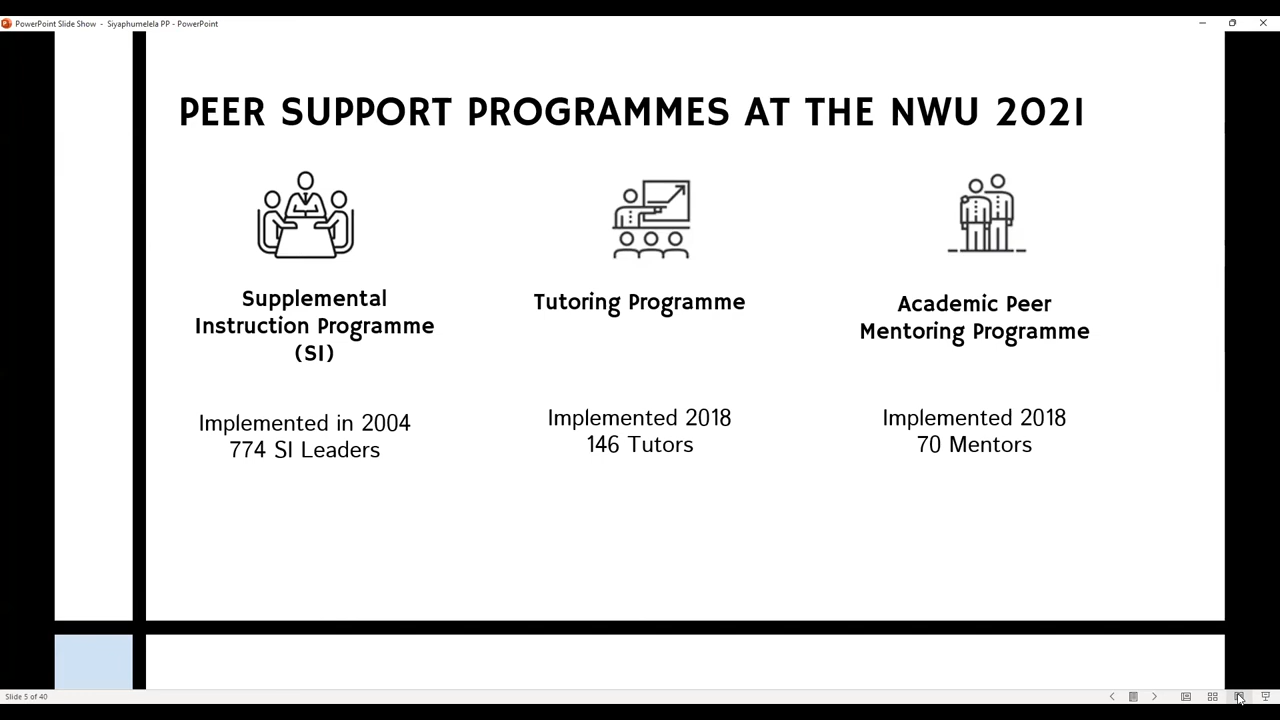 PowerPoint Slide Show - Siyaphumelela PP - PowerPoint
PEER SUPPORT PROGRAMMES AT THE NWU 2021
Supplemental
Instruction Programme
(SI)
Implemented in 2004
774 SI Leaders
Tutoring Programme
Implemented 2018
146 Tutors
Academic Peer
Mentoring Programme
Implemented 2018
70 Mentors
Slide 5 of 40